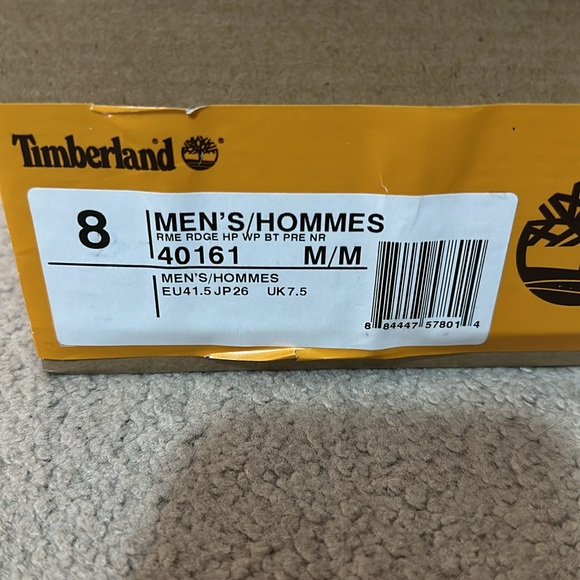 Timberland
8
MEN'S/HOMMES
RME RDGE HP WP BT PRE NR
40161 M/M
MEN'S/HOMMES
EU41.5 JP26 UK7.5
8 84447 57801 4